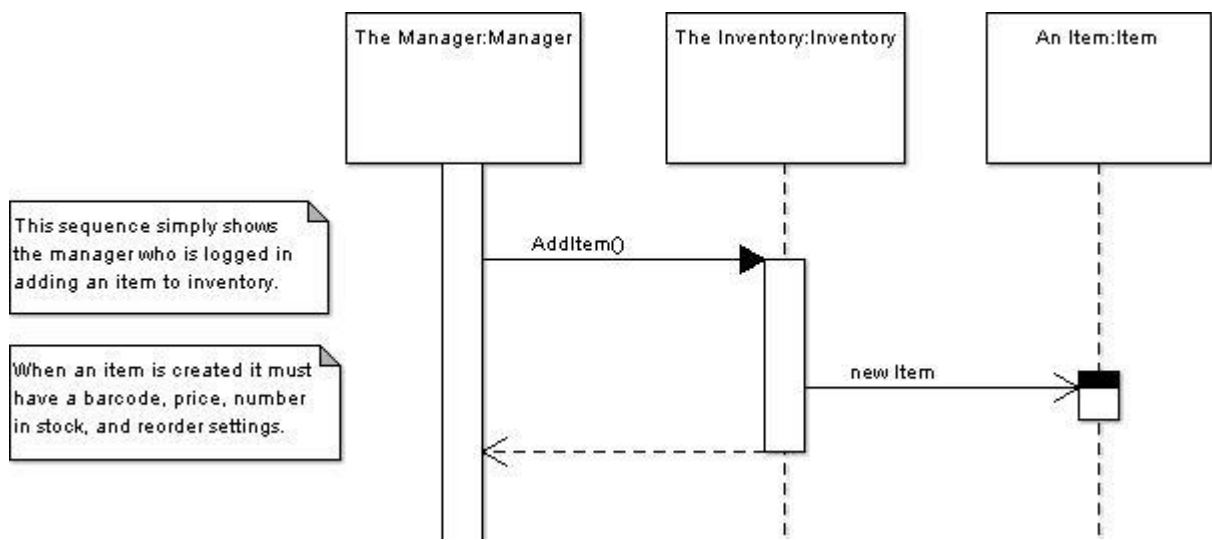 The Manager:Manager
The Inventory:Inventory
An Item:Item
This sequence simply shows
the manager who is logged in
adding an item to inventory.
AddItem()
When an item is created it must
have a barcode, price, number
in stock, and reorder settings.
new Item